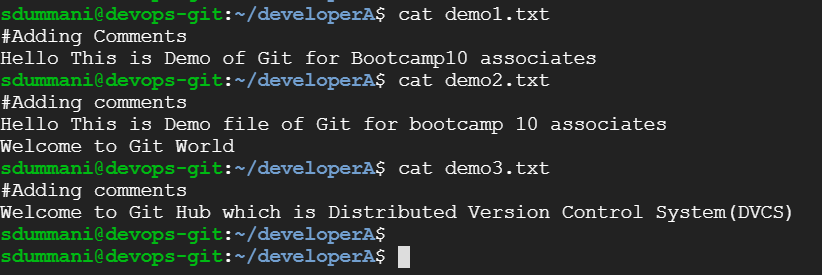 sdummani@devops-git:~/developerA$ cat demo1.txt
#Adding Comments
Hello This is Demo of Git for Bootcamp10 associates
sdummani@devops-git:~/developerA$ cat demo2.txt
#Adding comments
Hello This is Demo file of Git for bootcamp 10 associates
Welcome to Git World
sdummani@devops-git:~/developerA$ cat demo3.txt
#Adding comments
Welcome to Git Hub which is Distributed Version Control System(DVCS)
sdummani@devops-git:~/developerA$
sdummani@devops-git:~/developerA$